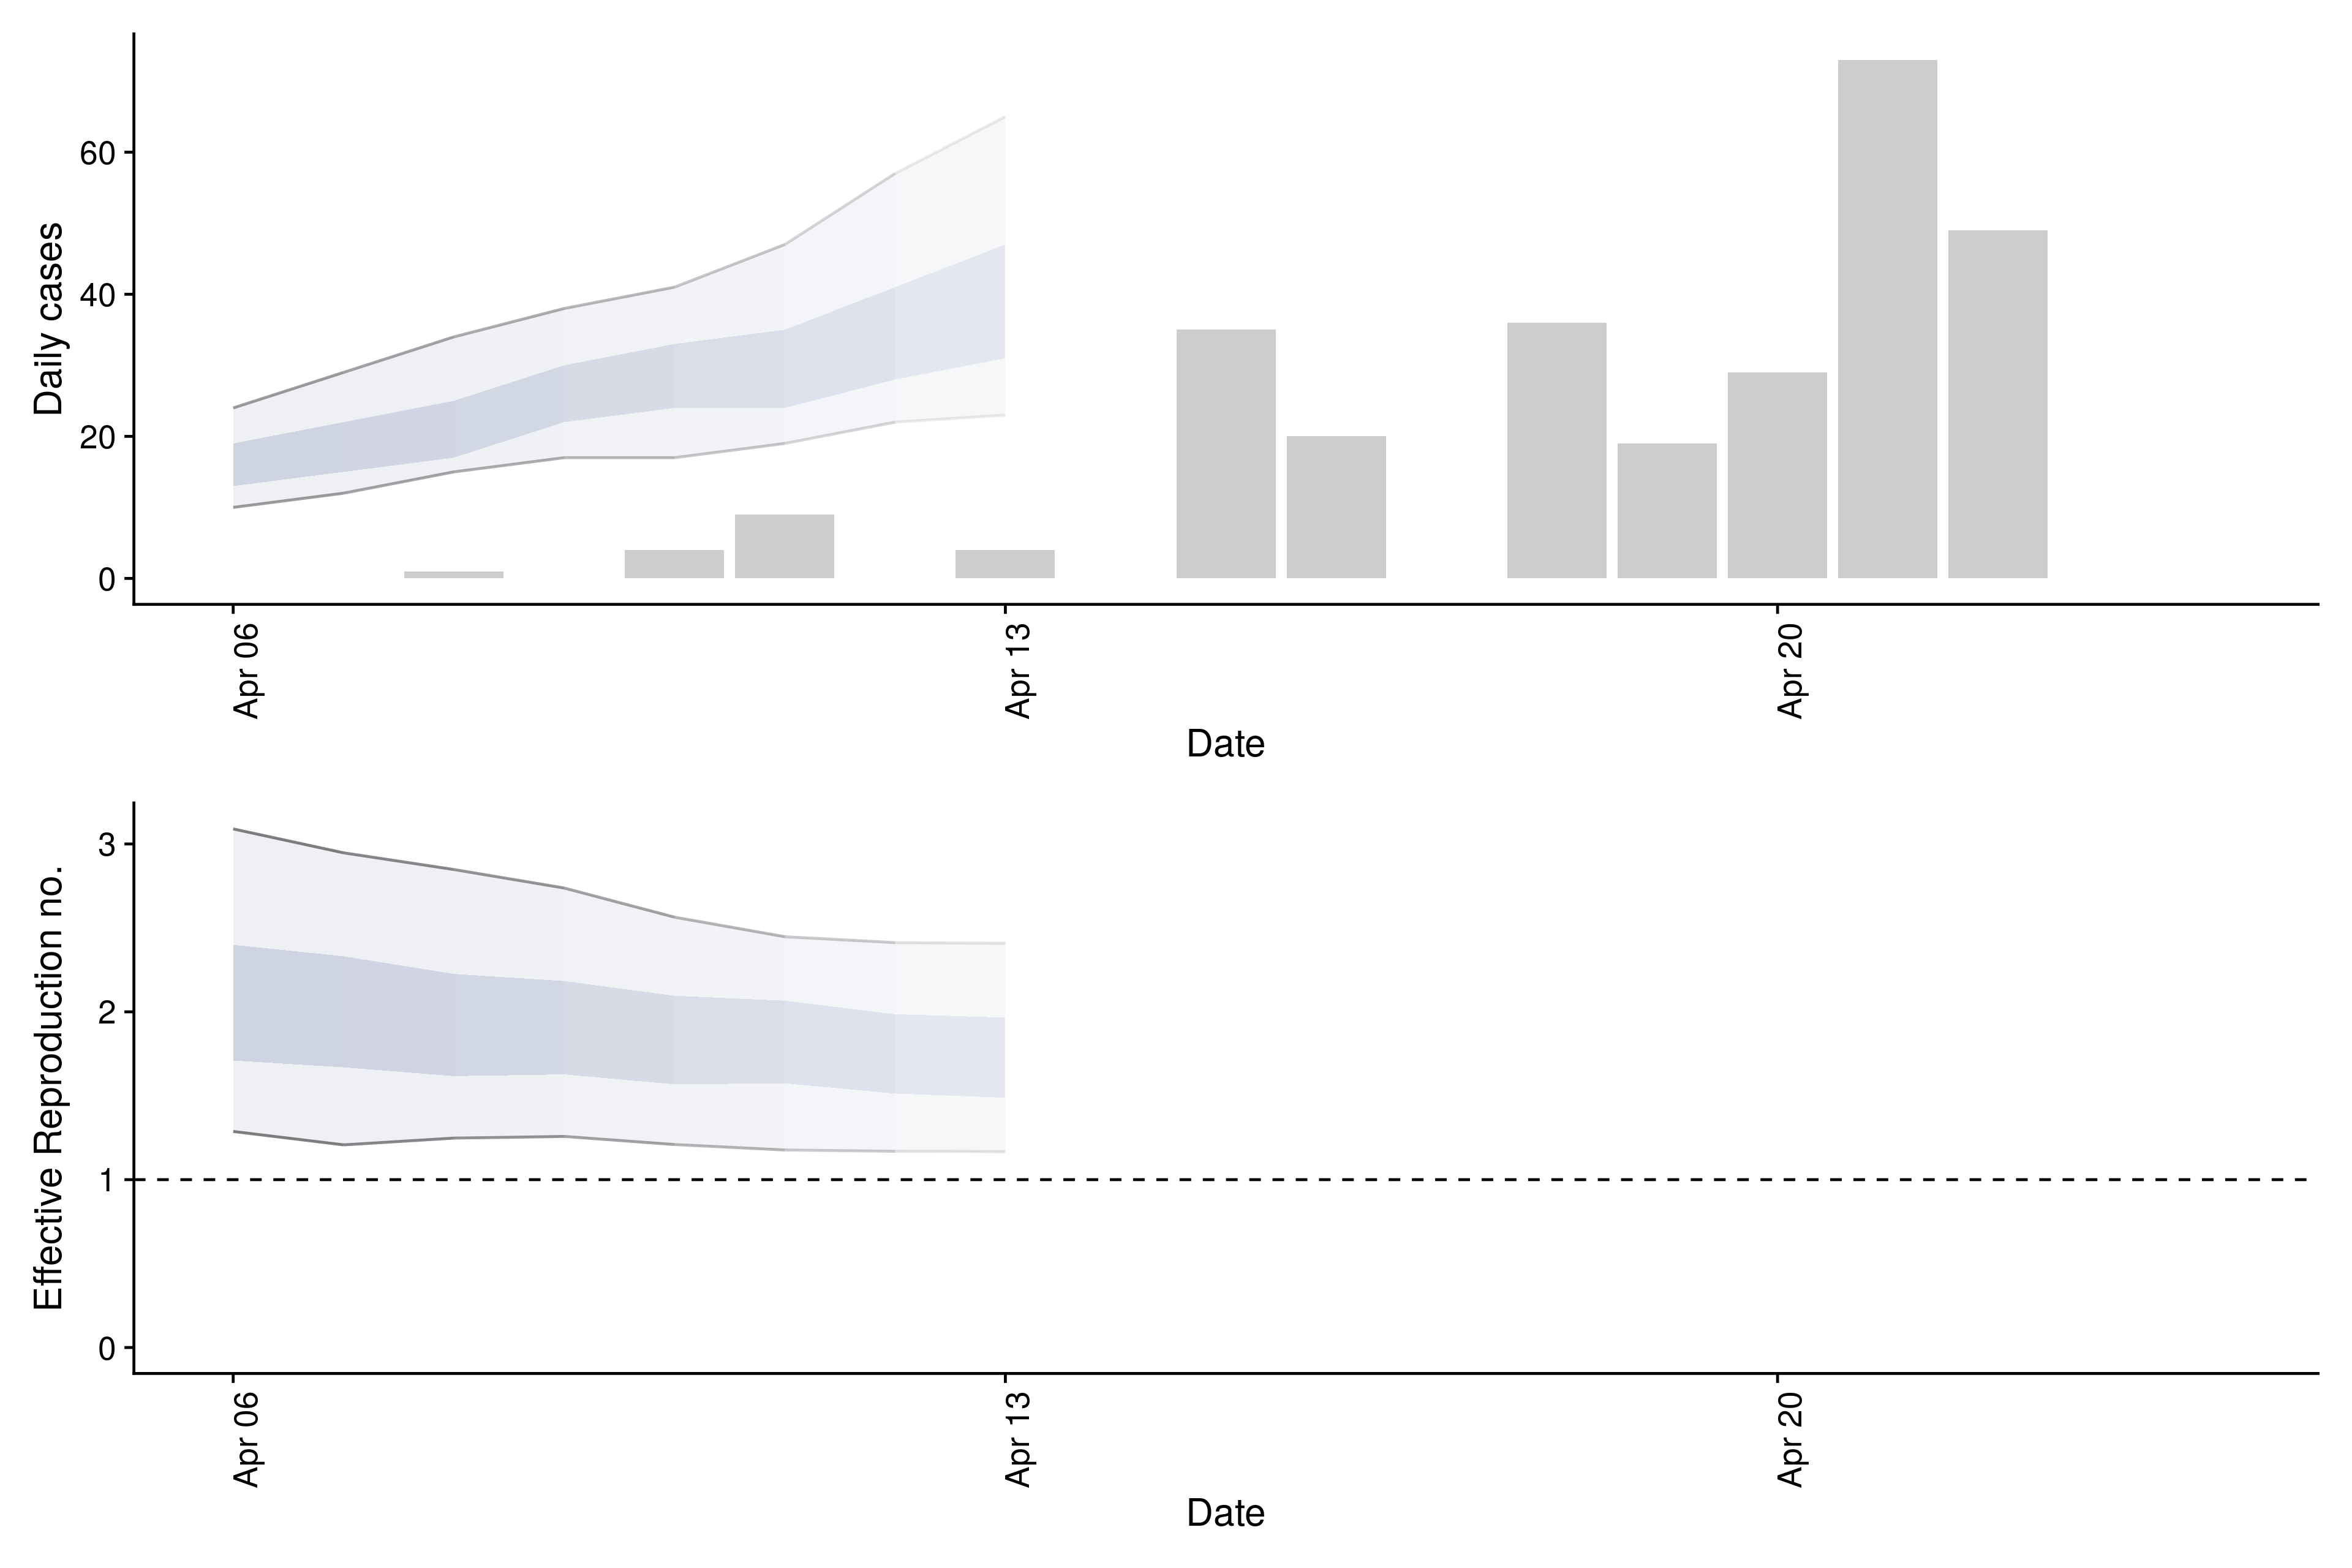 Daily cases
60
40
20
0
Apr 06
Apr 13
Apr 20
Date
Effective Reproduction no.
3
2
1
0
Apr 06
Apr 13
Apr 20
Date